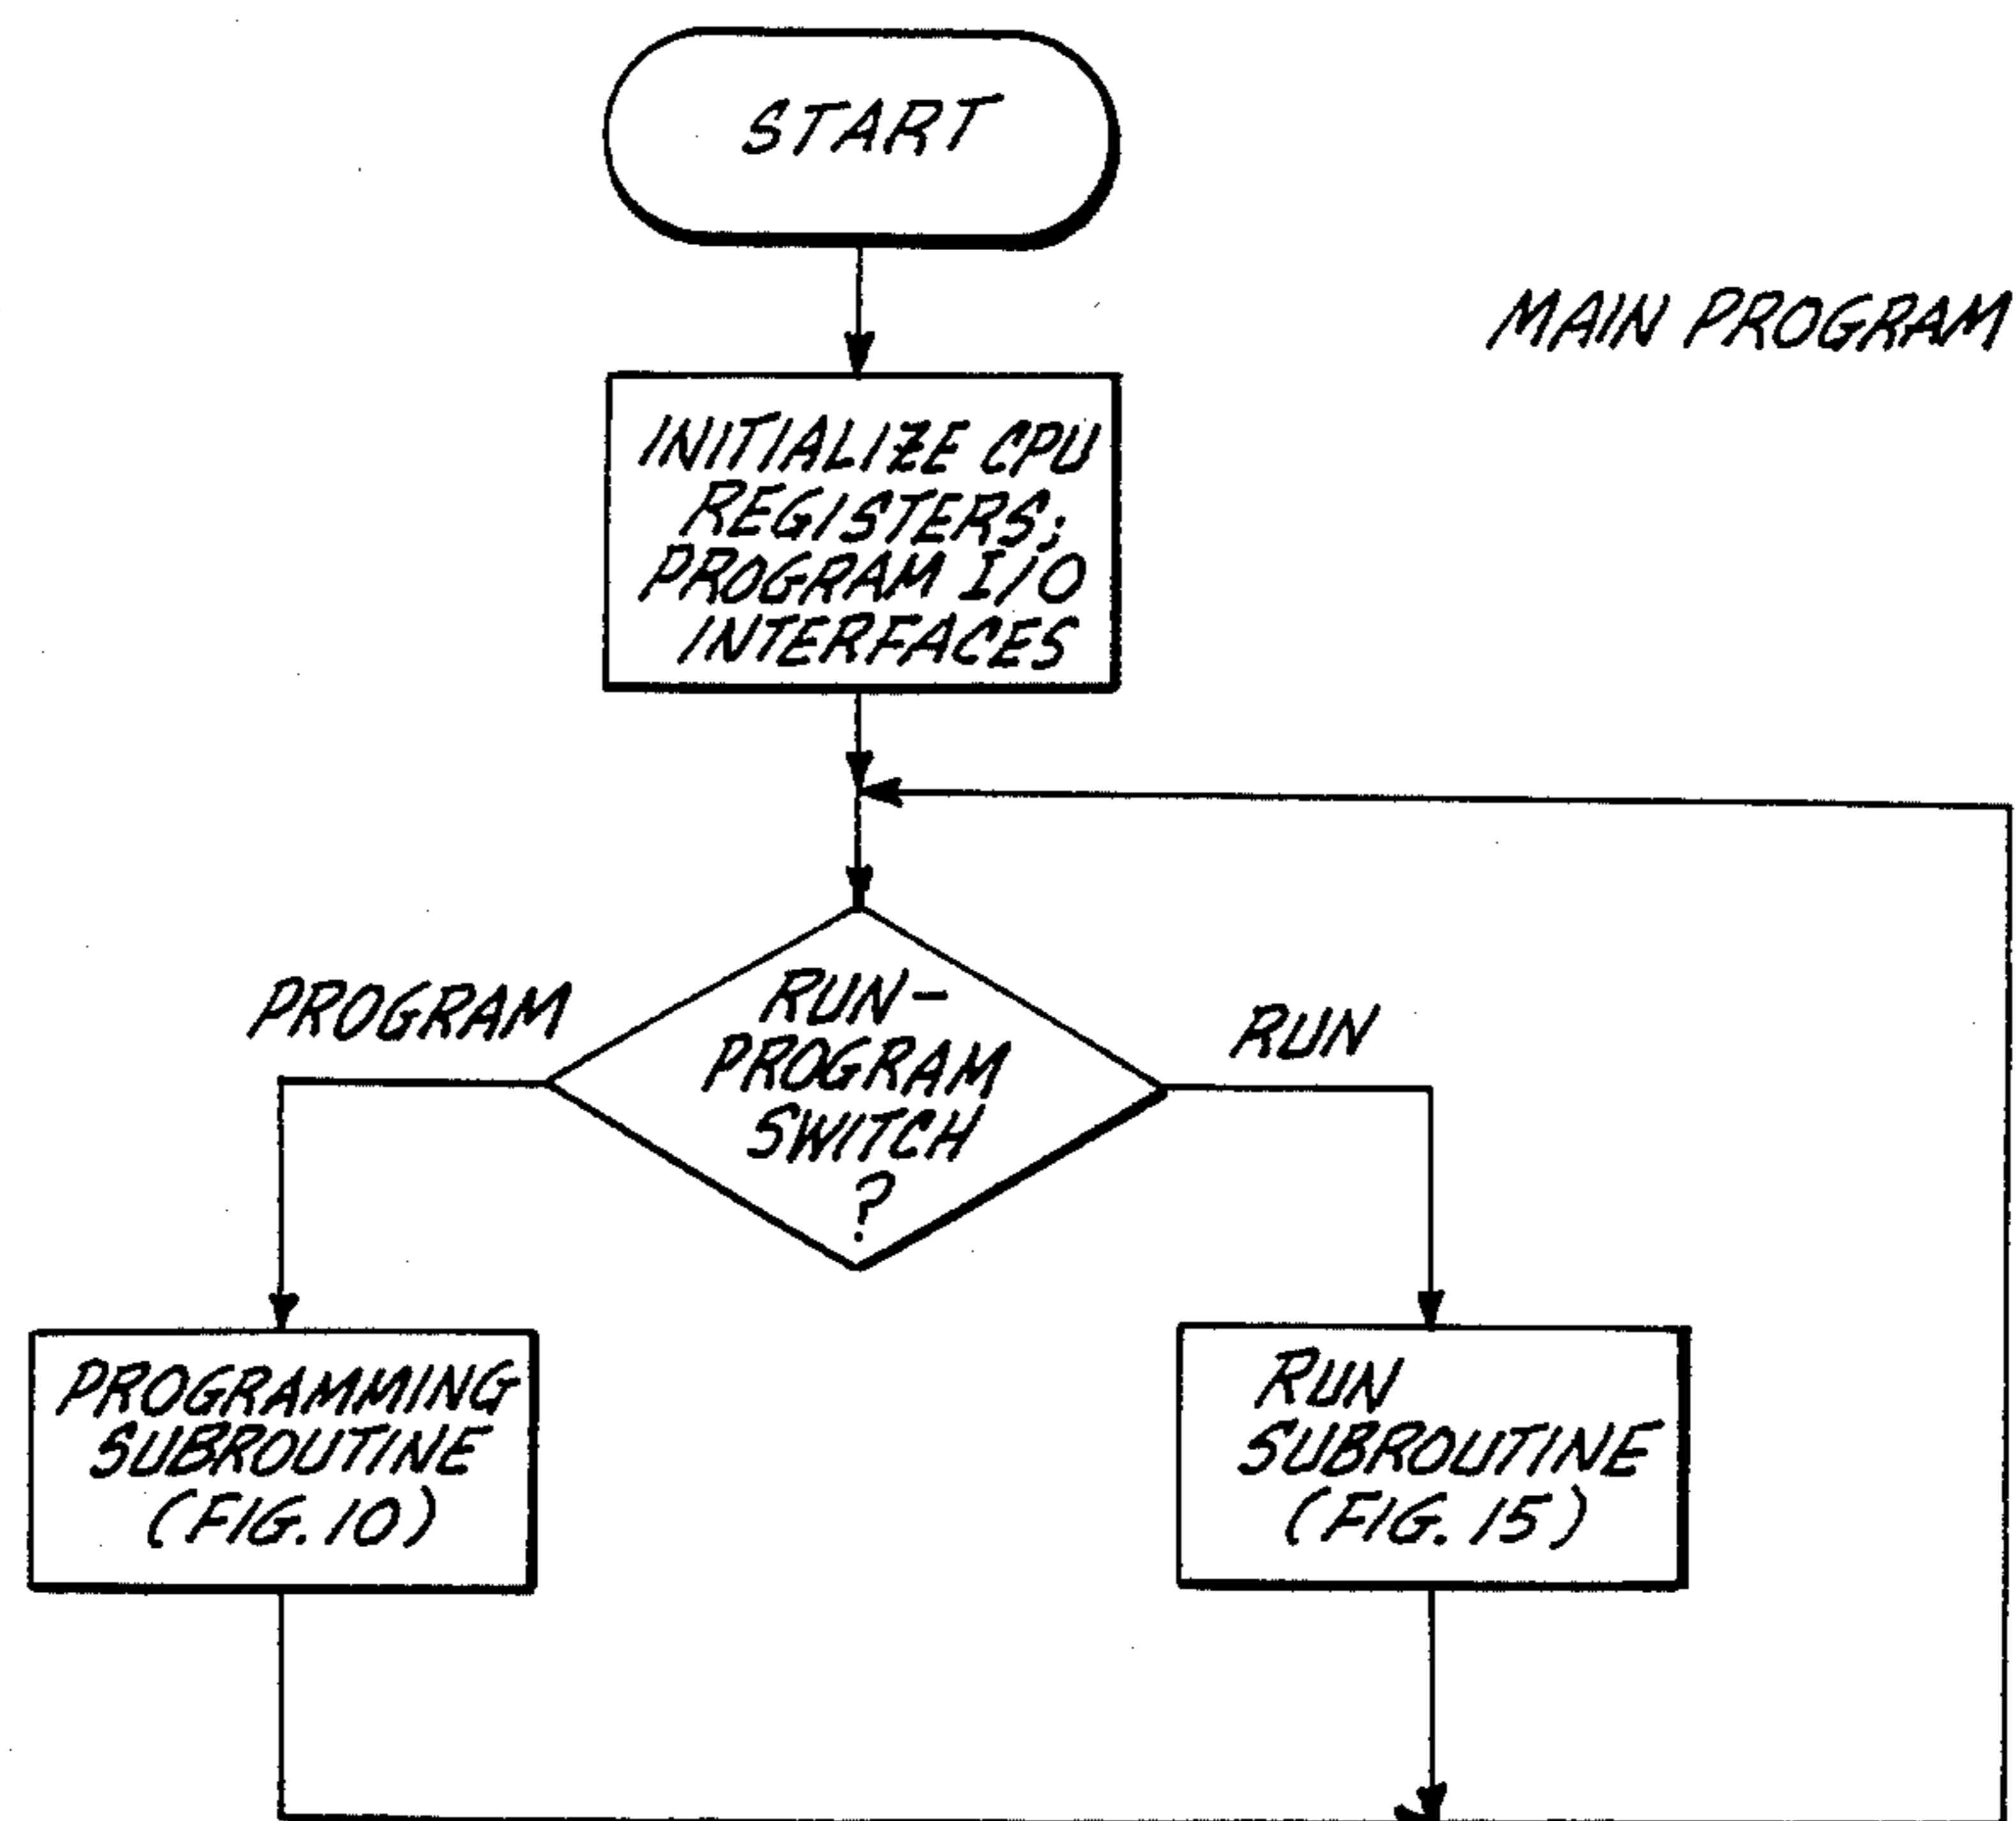 START
MAIN PROGRAM
INITIALIZE CPU
REGISTERS;
PROGRAM I/O
INTERFACES
PROGRAM
RUN-
PROGRAM
SWITCH
?
RUN
PROGRAMMING
SUBROUTINE
(FIG. 10)
RUN
SUBROUTINE
(FIG. 15)